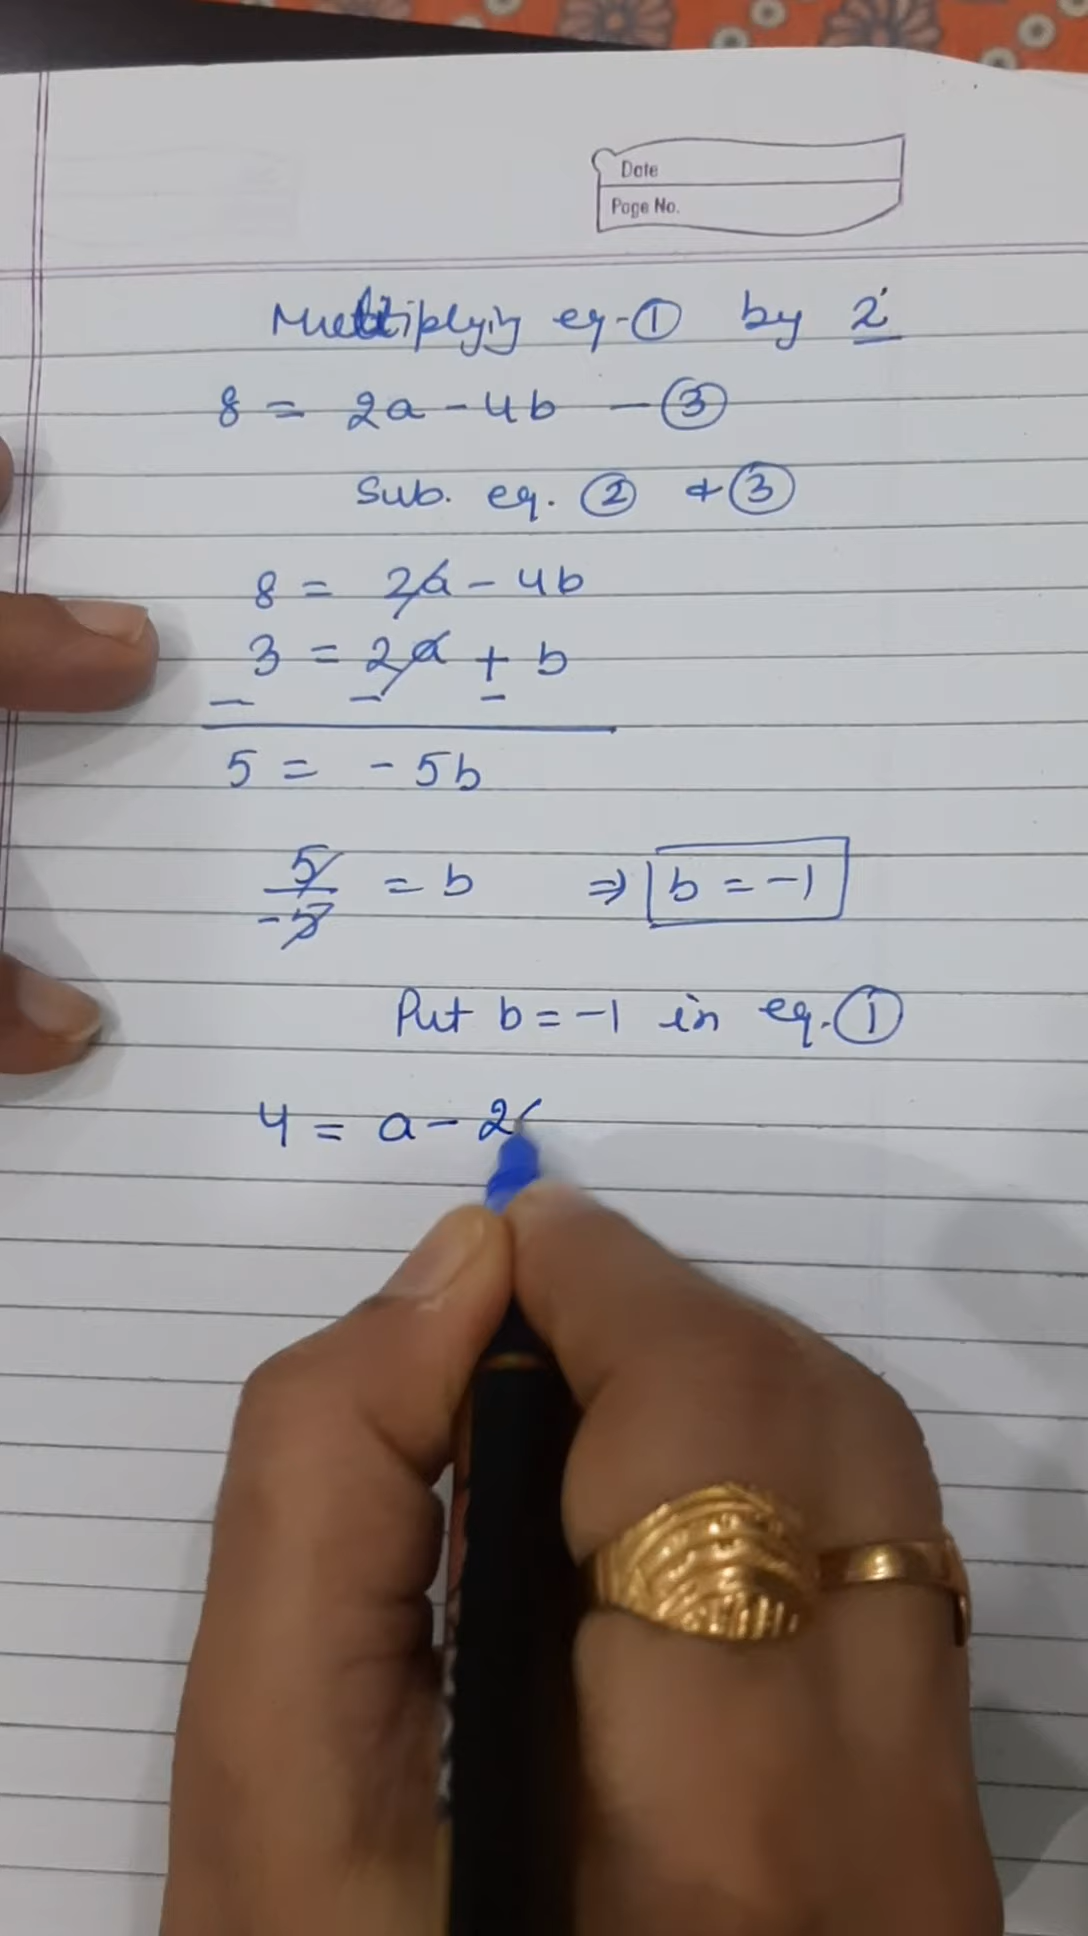 Date
Page No.
Multiplying eq-① by 2
8 = 2a - 4b - ③
Sub. eq. ② & ③
8 = 2a - 4b
3 = 2a + b
- - -
5 = - 5b
5/-5 = b ⇒ b = -1
Put b = -1 in eq. ①
4 = a - 2(